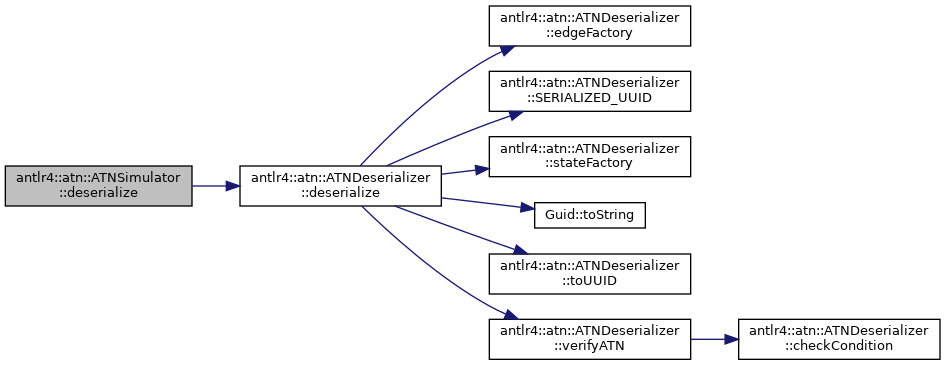 antlr4::atn::ATNSimulator
::deserialize
antlr4::atn::ATNDeserializer
::deserialize
antlr4::atn::ATNDeserializer
::edgeFactory
antlr4::atn::ATNDeserializer
::SERIALIZED_UUID
antlr4::atn::ATNDeserializer
::stateFactory
Guid::toString
antlr4::atn::ATNDeserializer
::toUUID
antlr4::atn::ATNDeserializer
::verifyATN
antlr4::atn::ATNDeserializer
::checkCondition